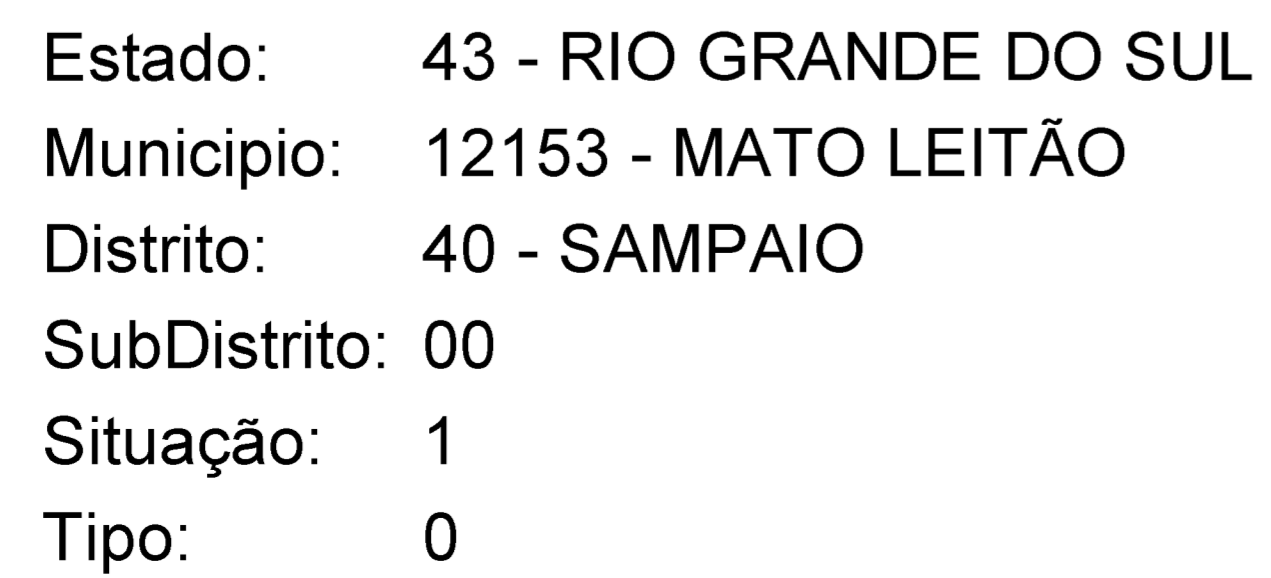 Estado: 43 - RIO GRANDE DO SUL
Municipio: 12153 - MATO LEITÃO
Distrito: 40 - SAMPAIO
SubDistrito: 00
Situação: 1
Tipo: 0